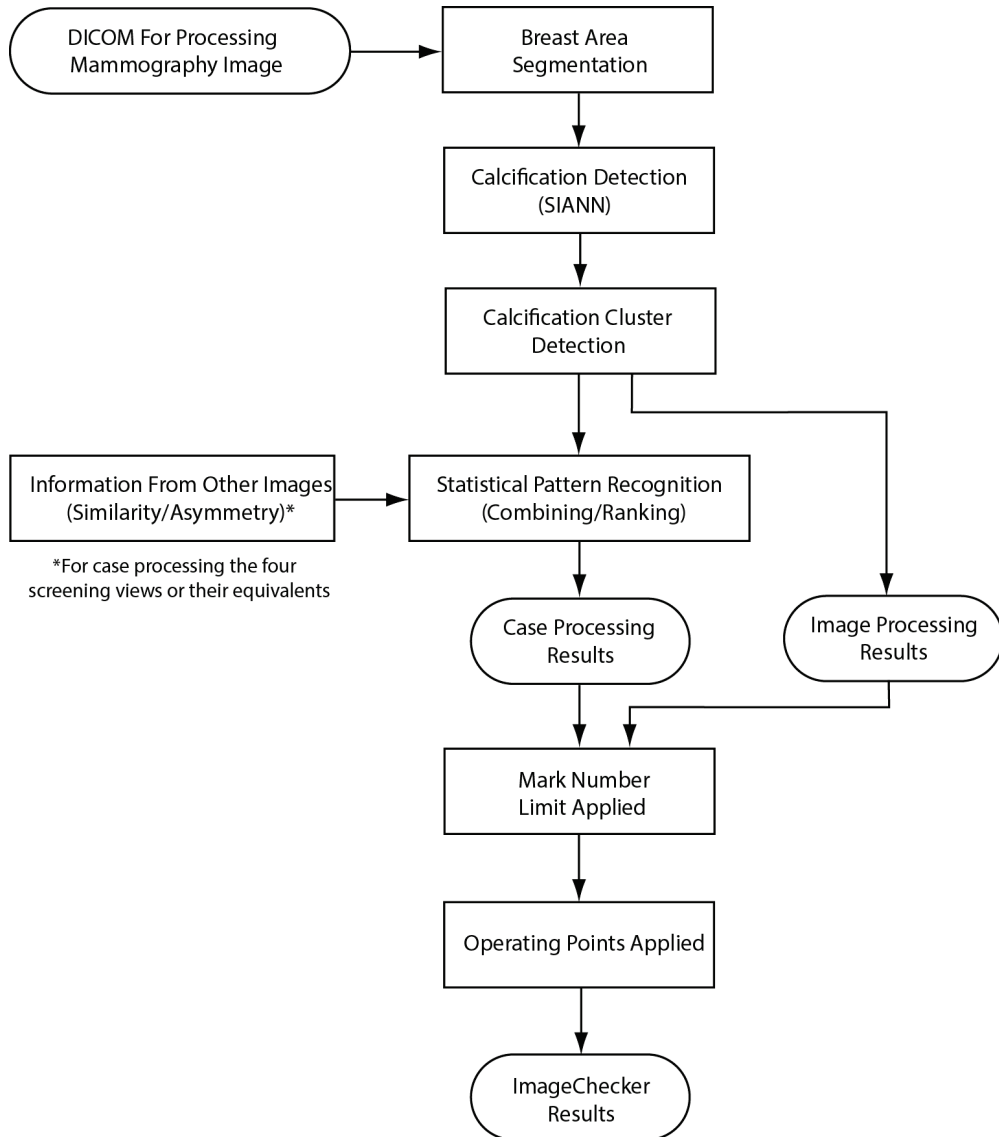 DICOM For Processing
Mammography Image
Breast Area
Segmentation
Calcification Detection
(SIANN)
Calcification Cluster
Detection
Information From Other Images
(Similarity/Asymmetry)*
Statistical Pattern Recognition
(Combining/Ranking)
*For case processing the four
screening views or their equivalents
Case Processing
Results
Image Processing
Results
Mark Number
Limit Applied
Operating Points Applied
ImageChecker
Results